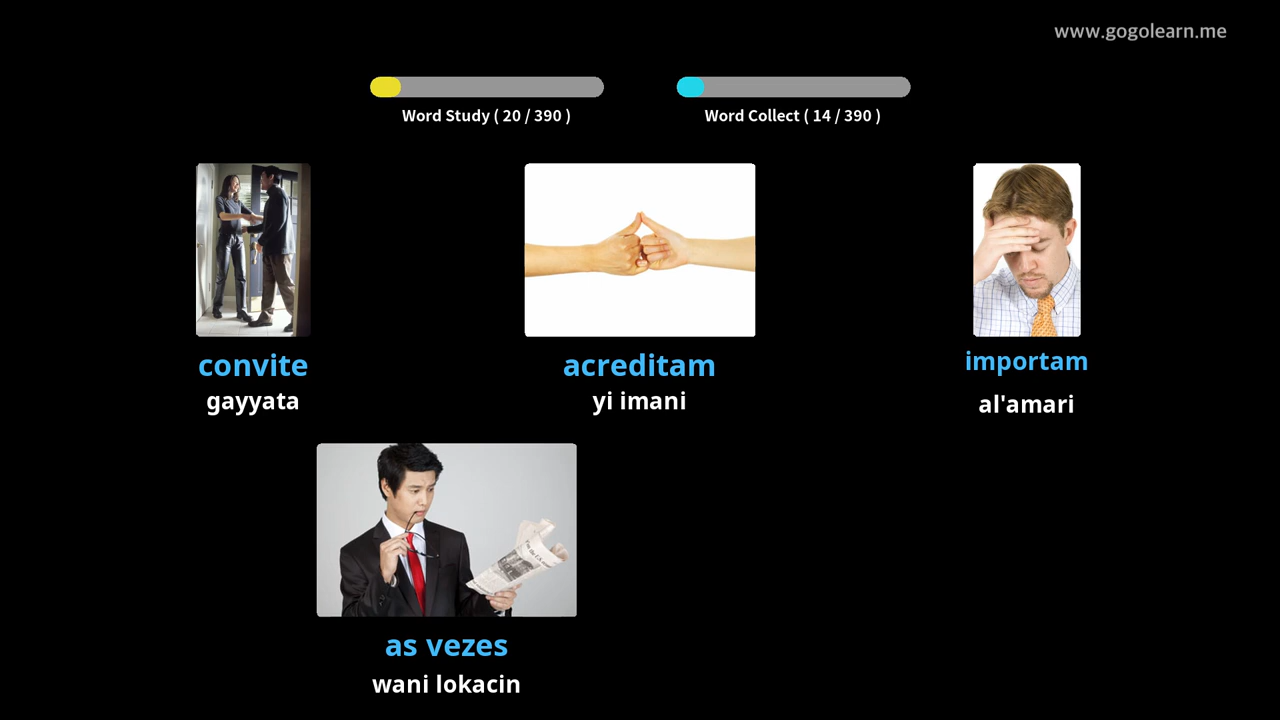 www.gogolearn.me
Word Study ( 20 / 390 )
Word Collect ( 14 / 390 )
convite
gayyata
acreditam
yi imani
importam
al'amari
as vezes
wani lokacin